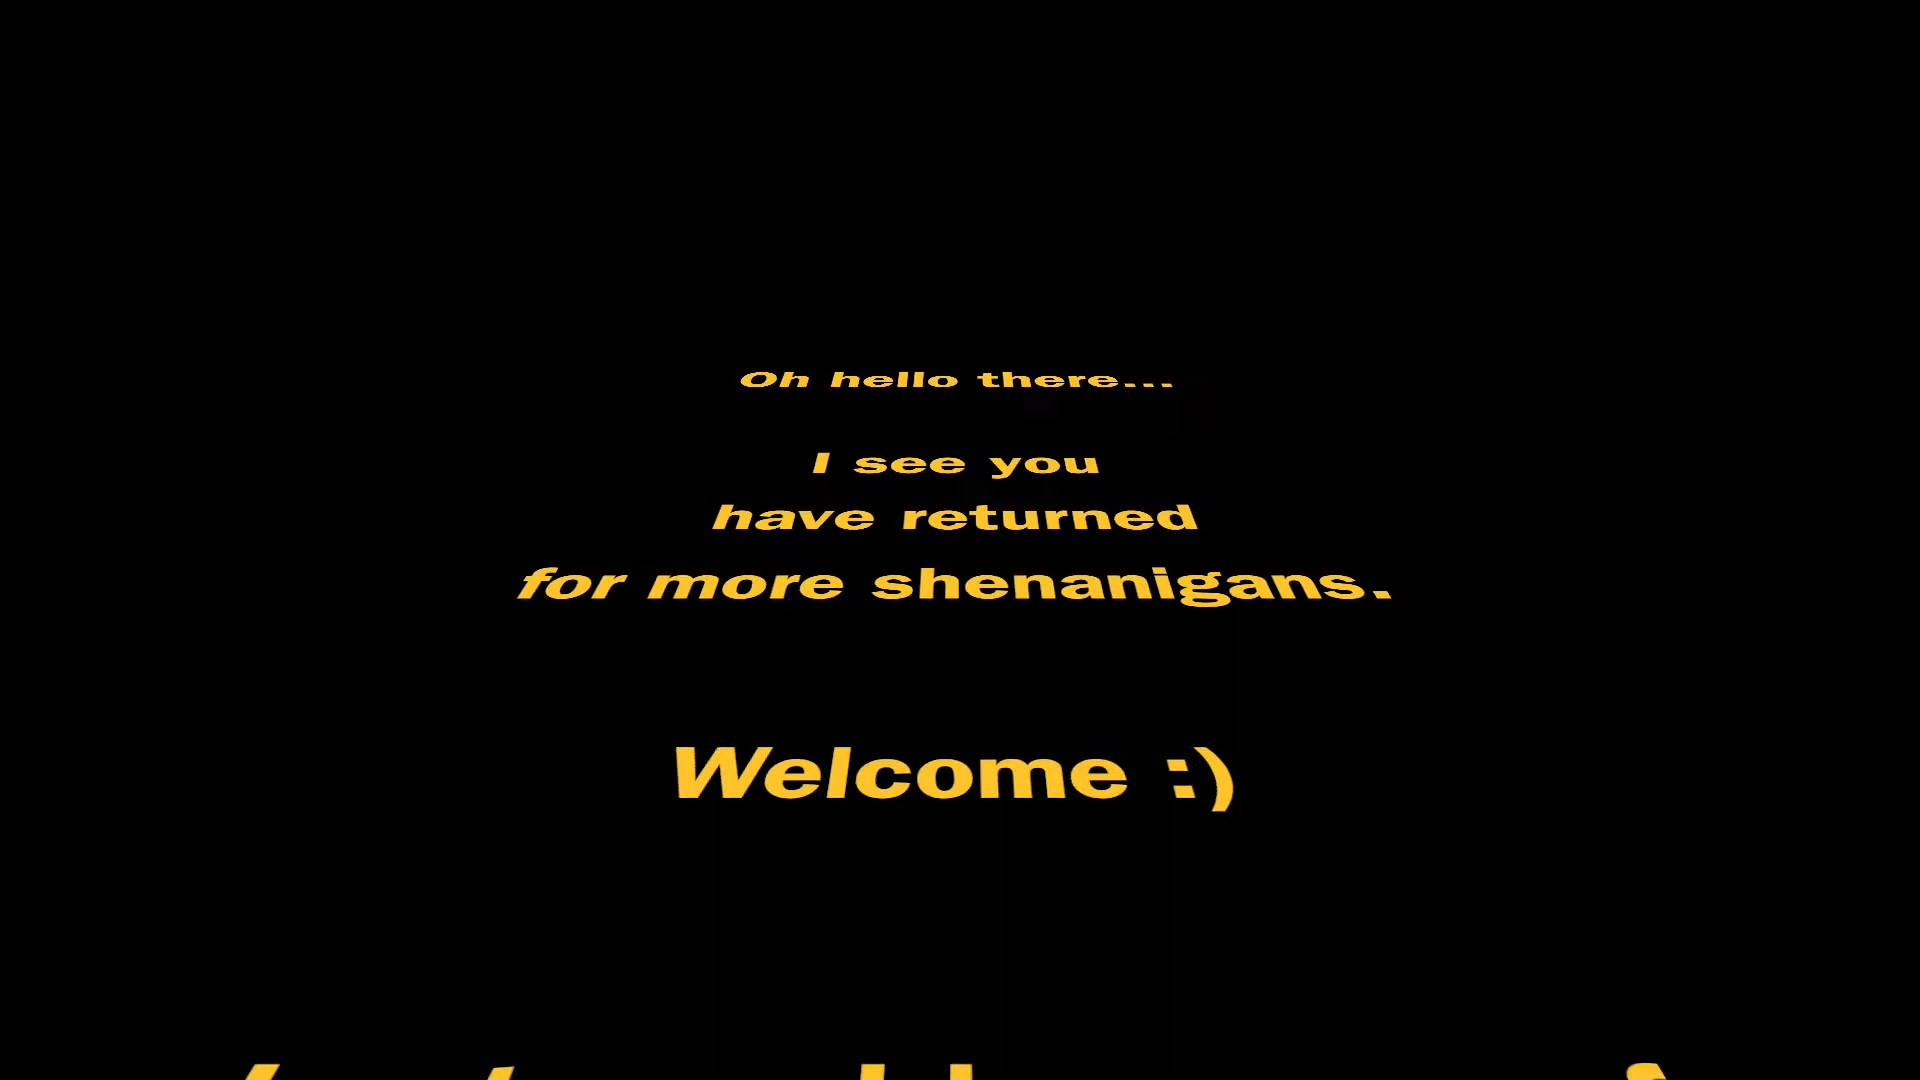 Oh hello there...
I see you
have returned
for more shenanigans.
Welcome :)